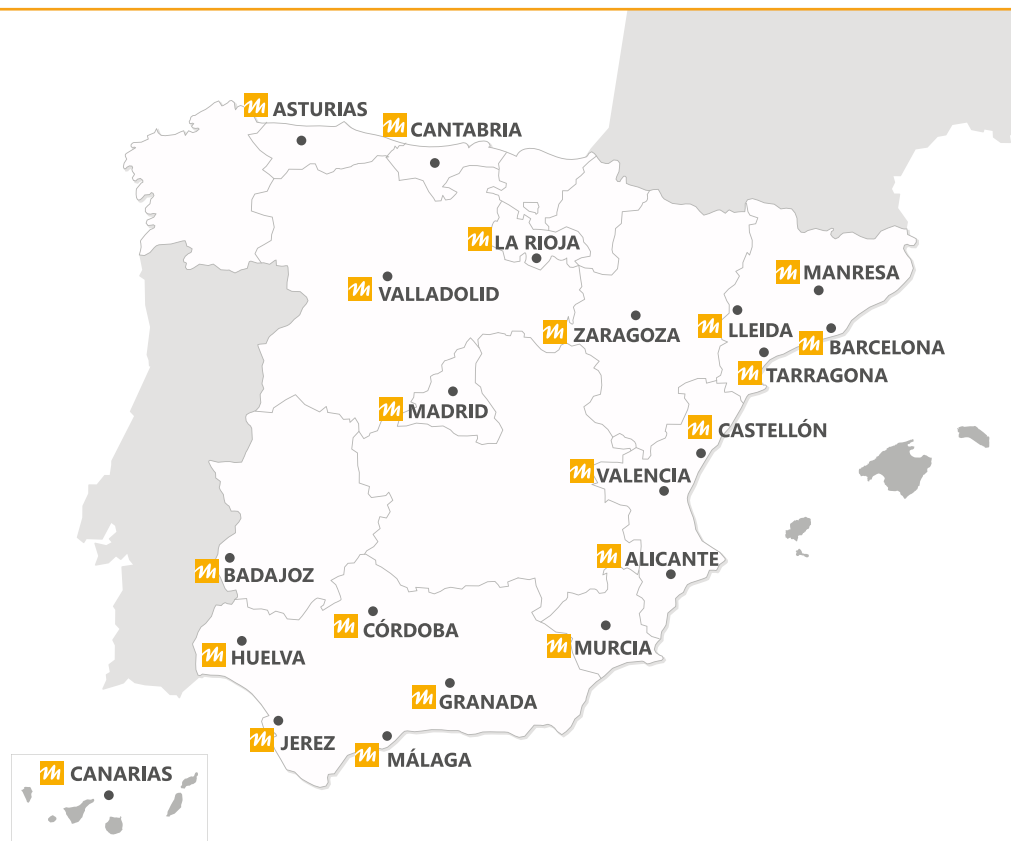 ASTURIAS
CANTABRIA
LA RIOJA
MANRESA
VALLADOLID
ZARAGOZA
LLEIDA
BARCELONA
TARRAGONA
MADRID
CASTELLÓN
VALENCIA
ALICANTE
BADAJOZ
CÓRDOBA
MURCIA
HUELVA
GRANADA
JEREZ
MÁLAGA
CANARIAS